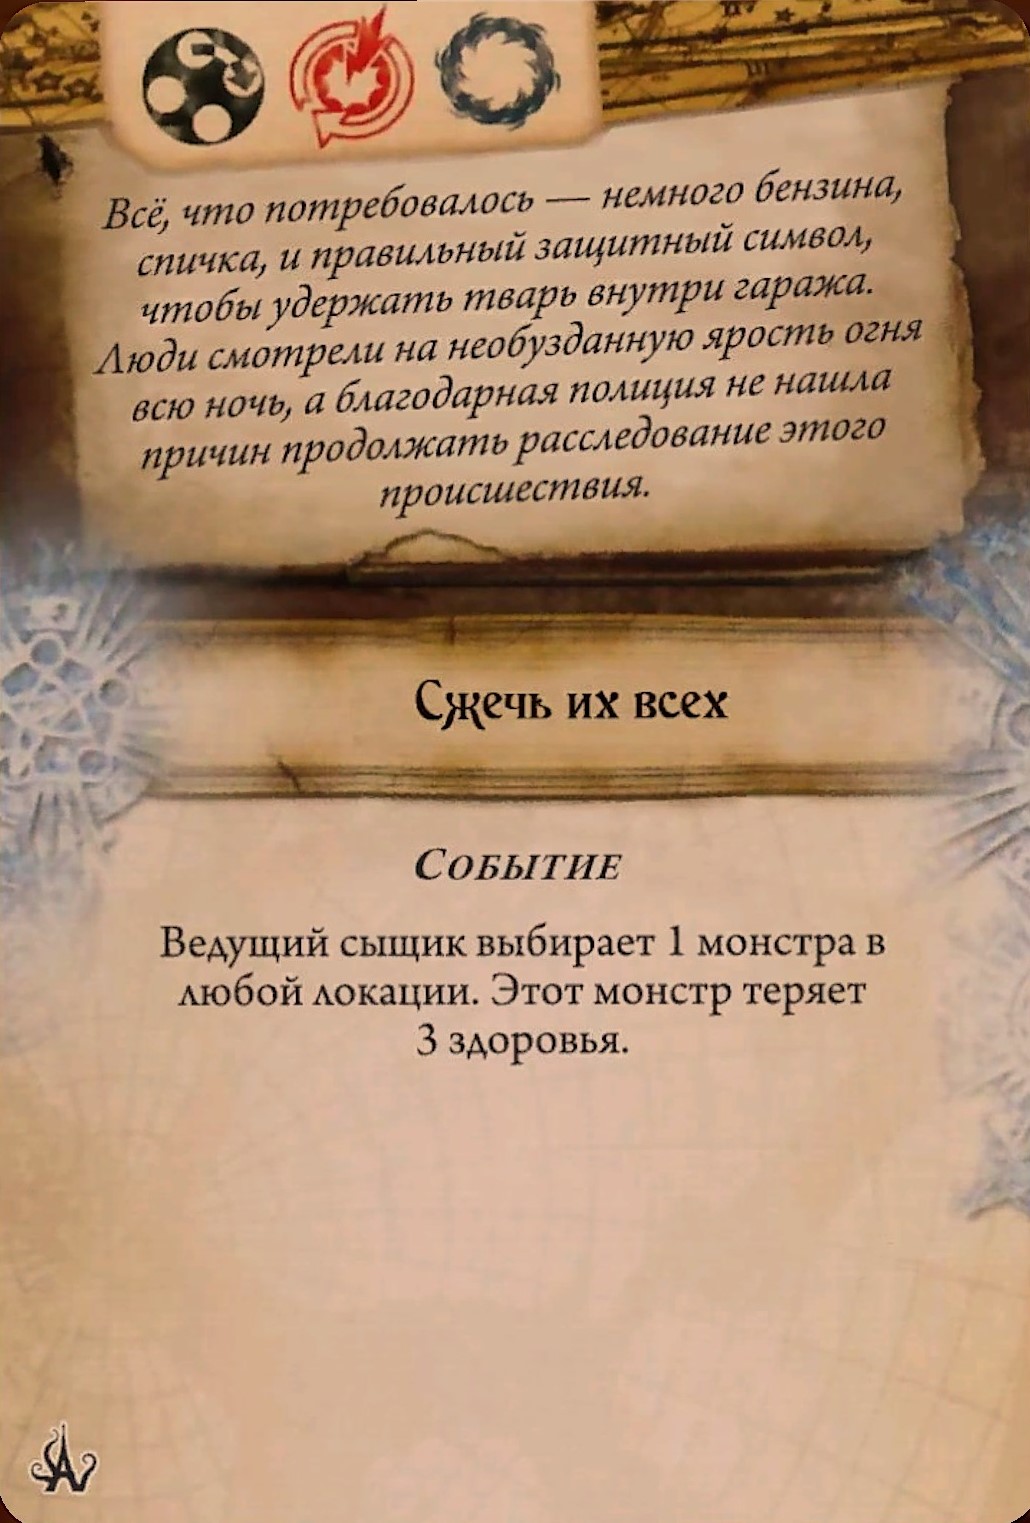 Всё, что потребовалось — немного бензина,
спичка, и правильный защитный символ,
чтобы удержать тварь внутри гаража.
Люди смотрели на необузданную ярость огня
всю ночь, а благодарная полиция не нашла
причин продолжать расследование этого
происшествия.
Сжечь их всех
Событие
Ведущий сыщик выбирает 1 монстра в
любой локации. Этот монстр теряет
3 здоровья.